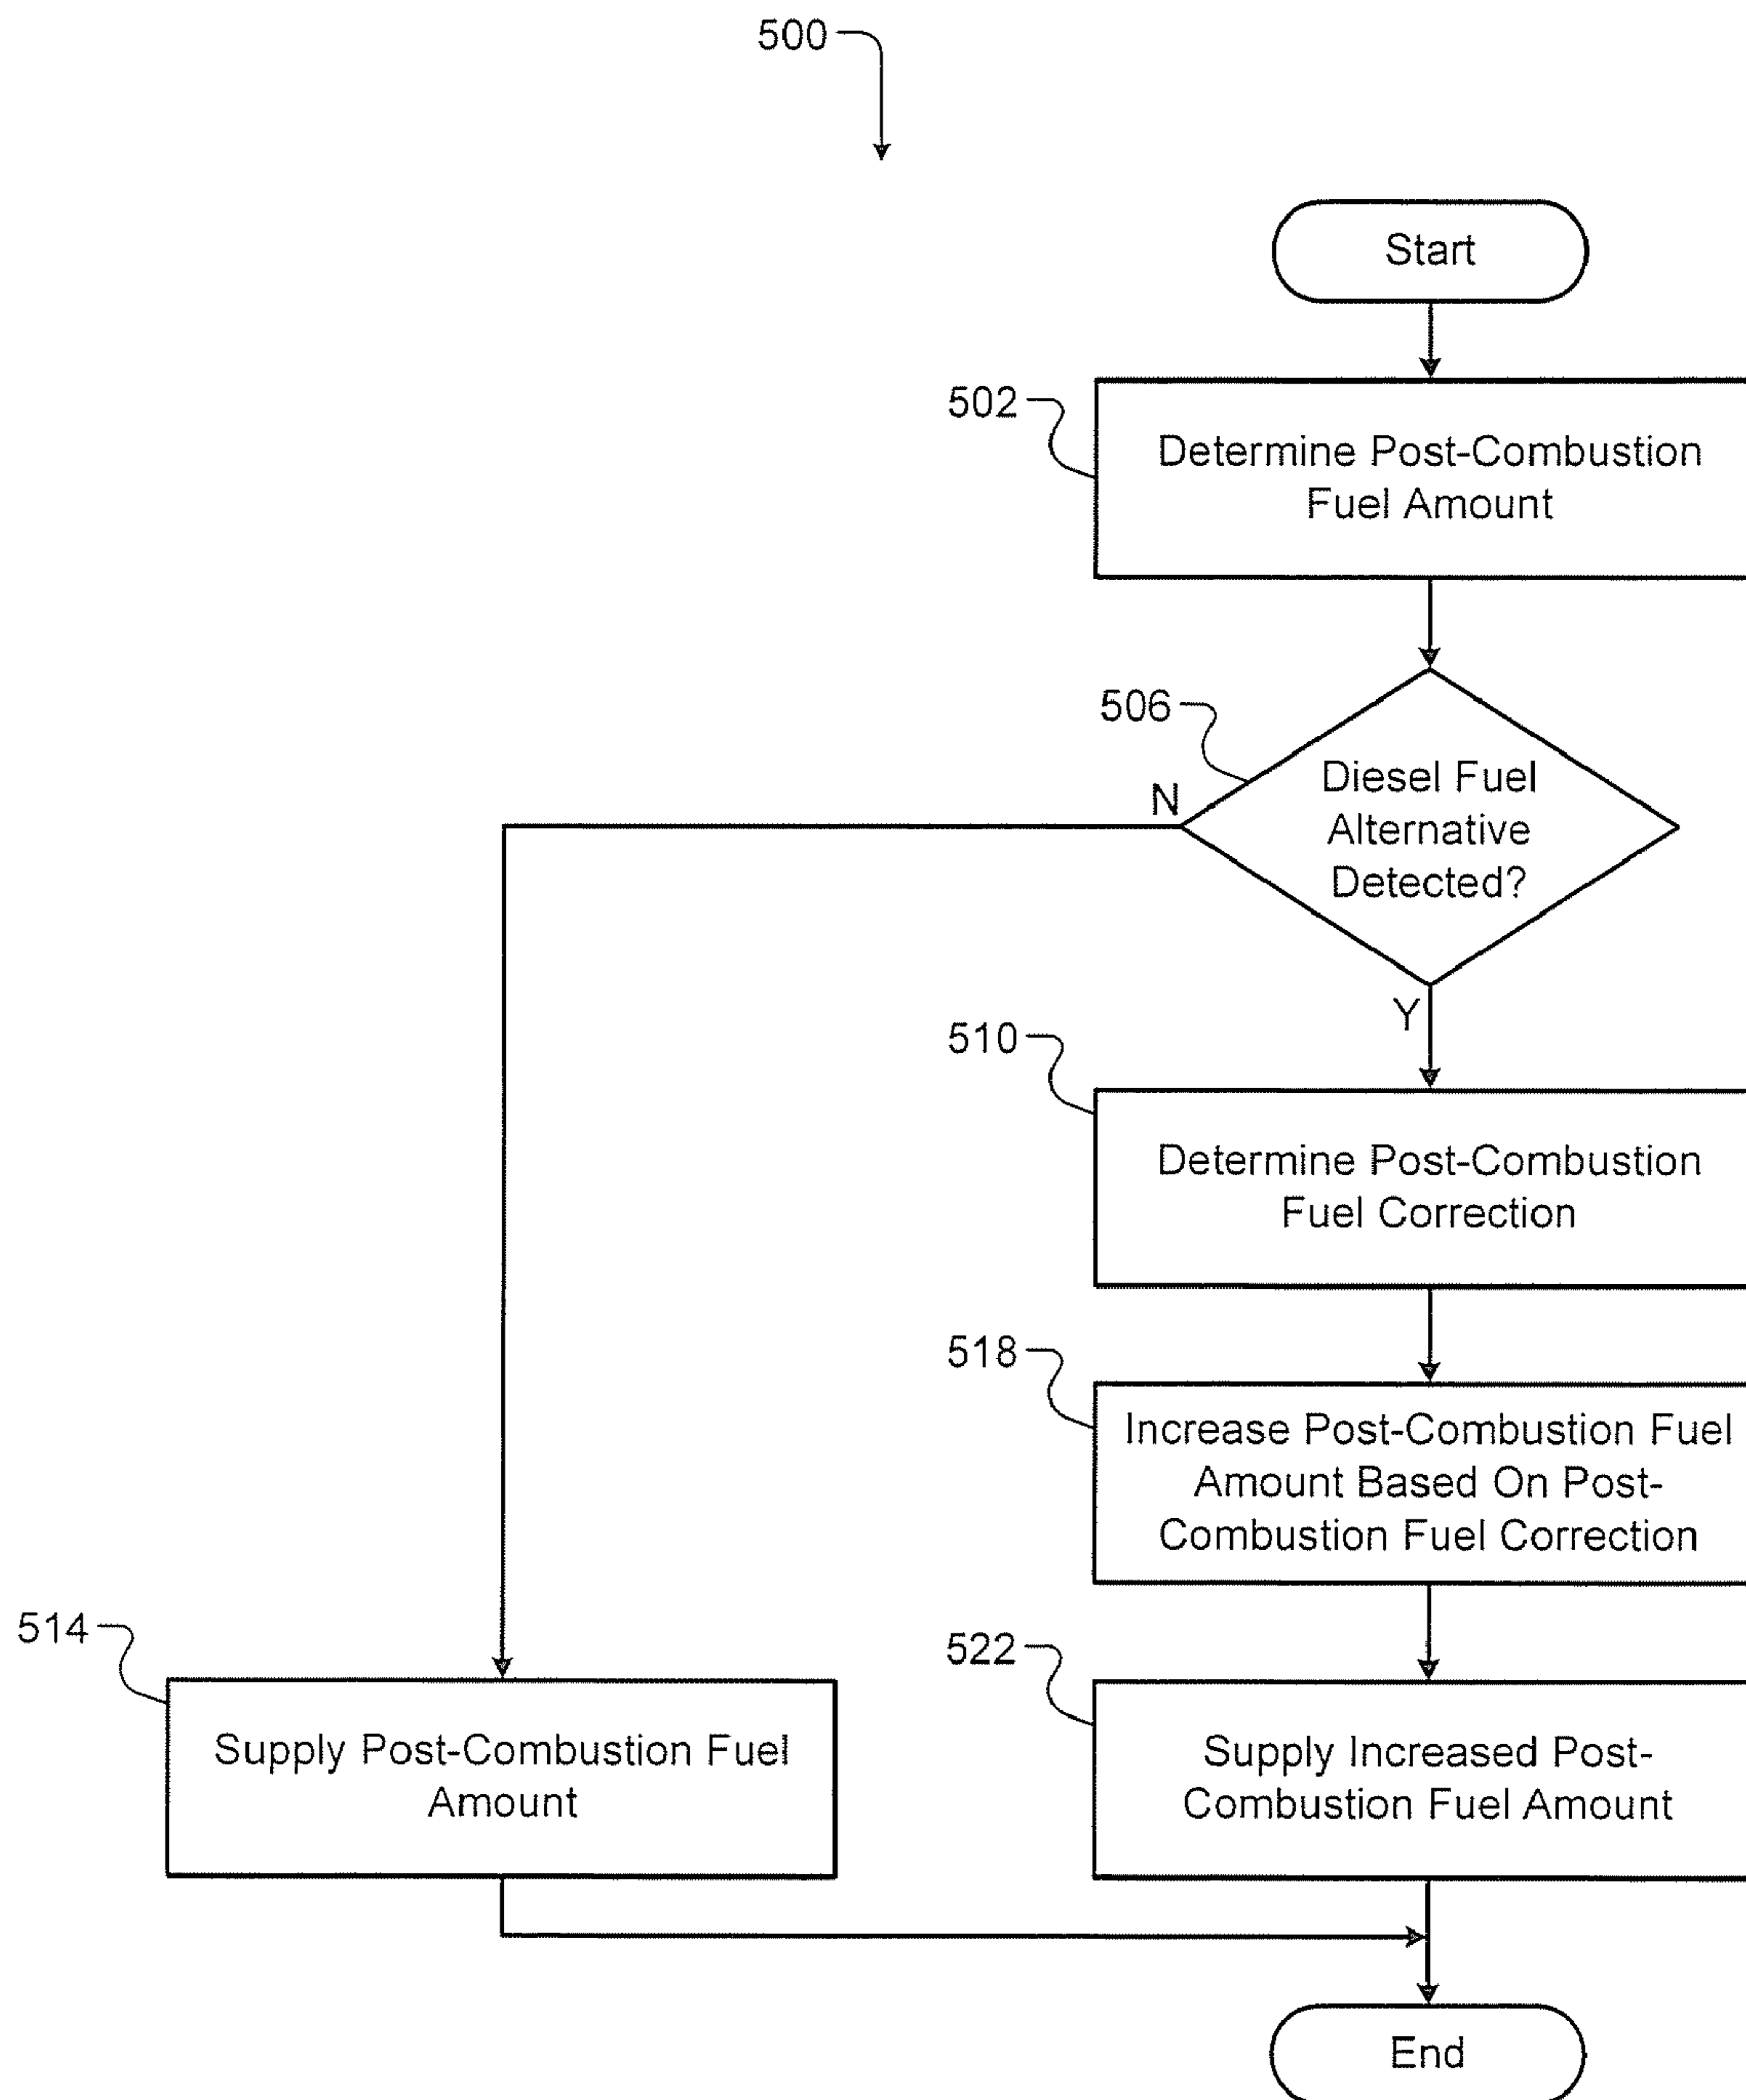 500
Start
502
Determine Post-Combustion
Fuel Amount
506
Diesel Fuel
Alternative
Detected?
N
Y
510
Determine Post-Combustion
Fuel Correction
518
Increase Post-Combustion Fuel
Amount Based On Post-
Combustion Fuel Correction
514
Supply Post-Combustion Fuel
Amount
522
Supply Increased Post-
Combustion Fuel Amount
End